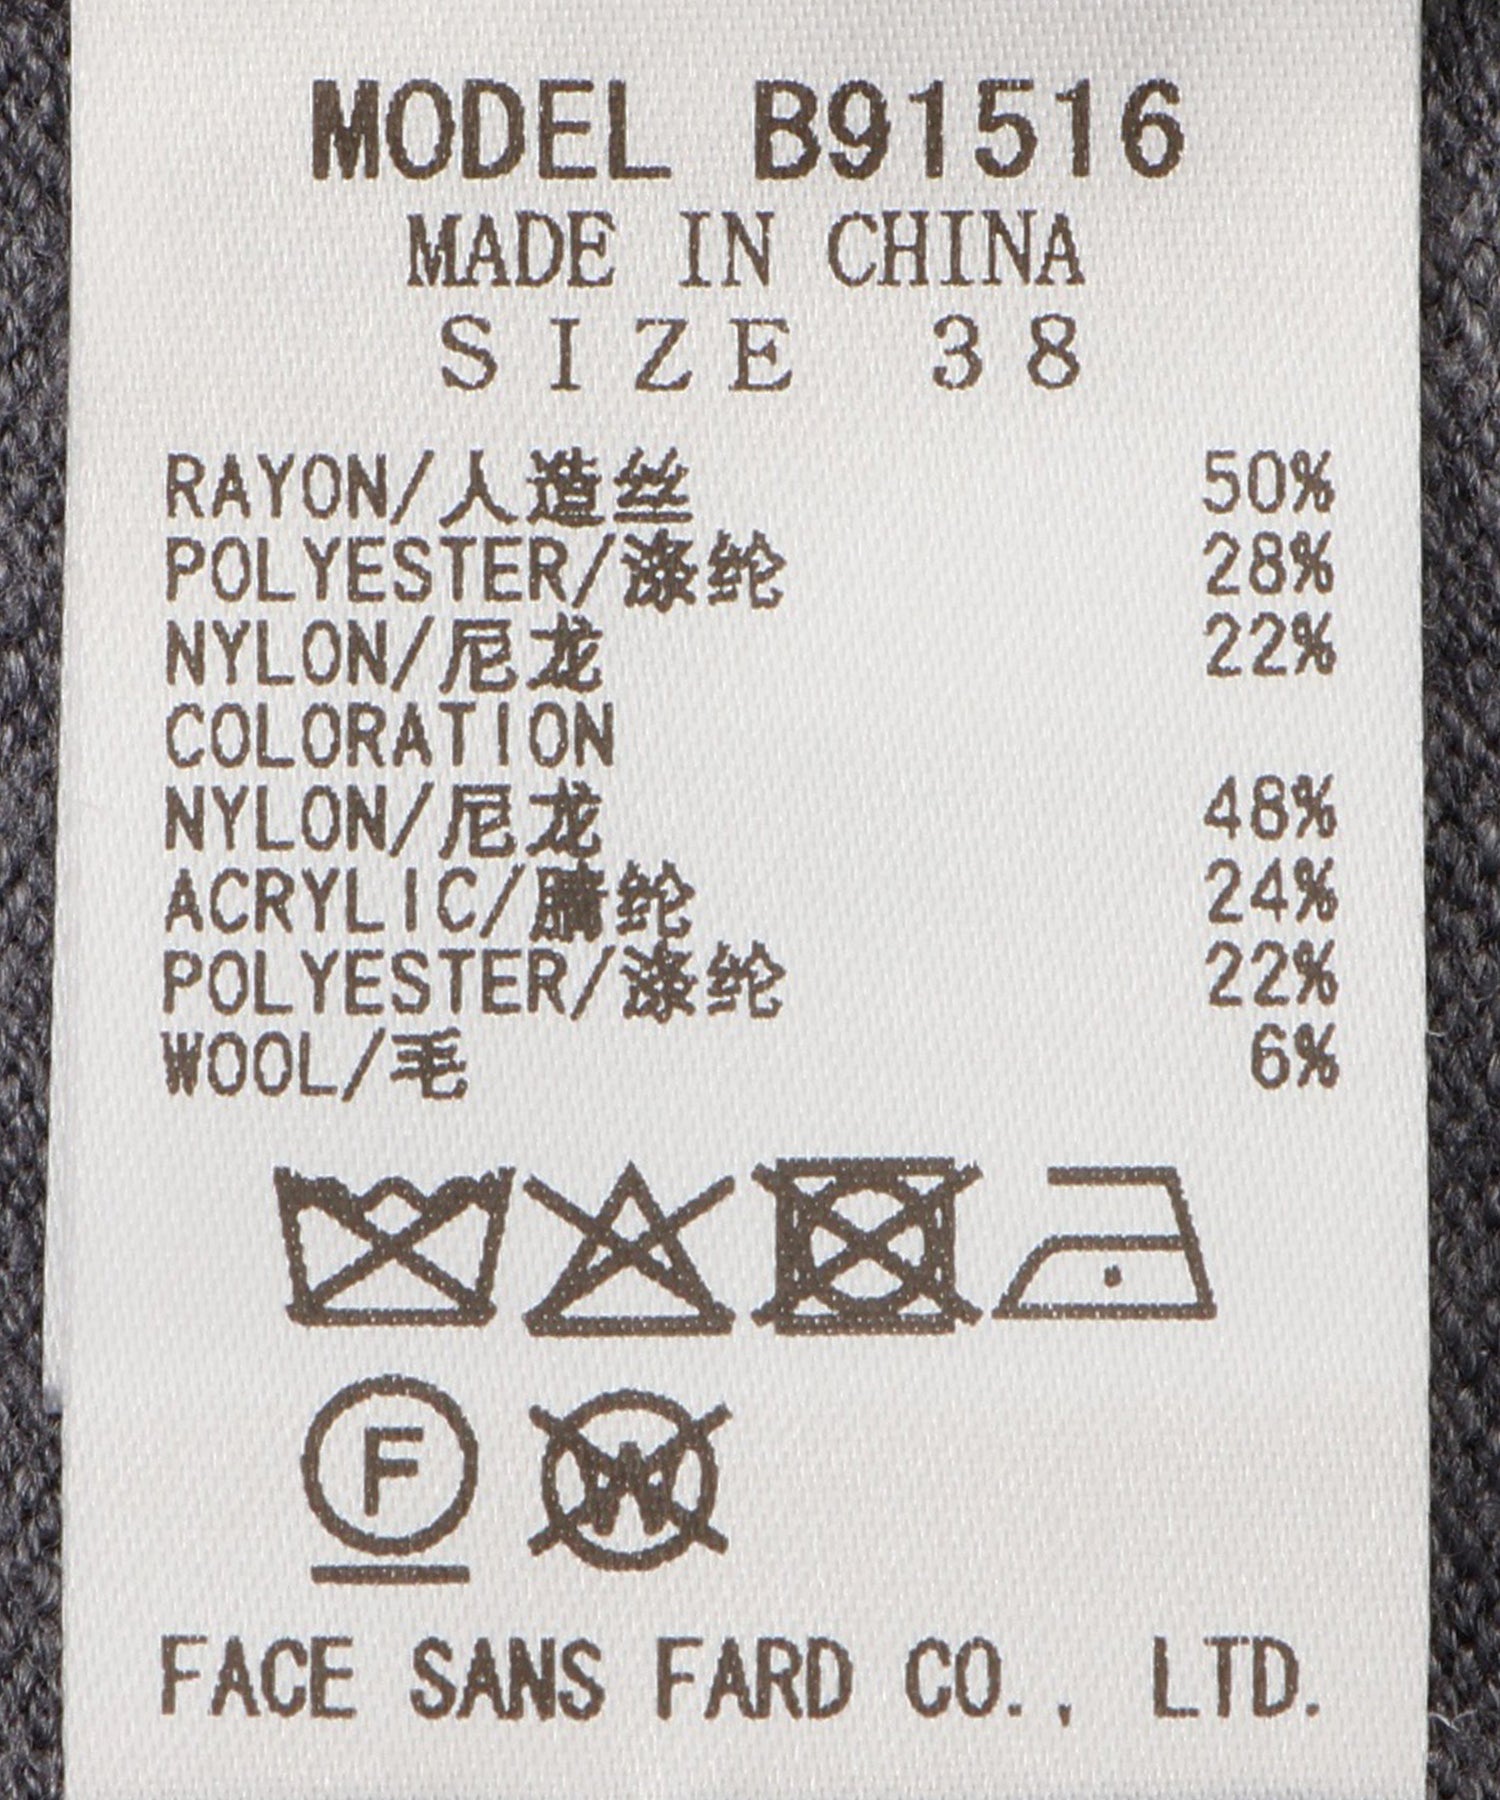 MODEL B91516
MADE IN CHINA
SIZE 38
RAYON/人造丝 50%
POLYESTER/涤纶 28%
NYLON/尼龙 22%
COLORATION
NYLON/尼龙 48%
ACRYLIC/腈纶 24%
POLYESTER/涤纶 22%
WOOL/毛 6%
F W
FACE SANS FARD CO., LTD.